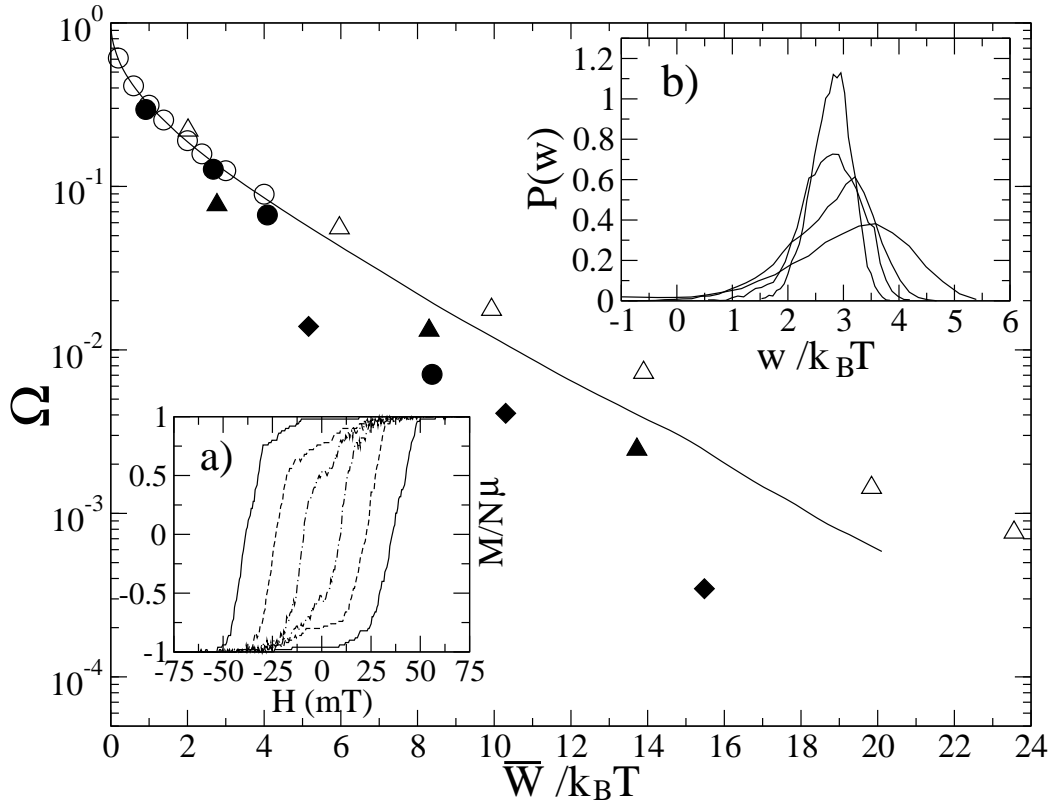 10^0
10^-1
10^-2
10^-3
10^-4
Ω
0 2 4 6 8 10 12 14 16 18 20 22 24
W̅ /k_BT
b)
P(w)
1.2
1
0.8
0.6
0.4
0.2
0
-1 0 1 2 3 4 5 6
w /k_BT
a)
1
0.5
0
-0.5
-1
M/Nμ
-75 -50 -25 0 25 50 75
H (mT)